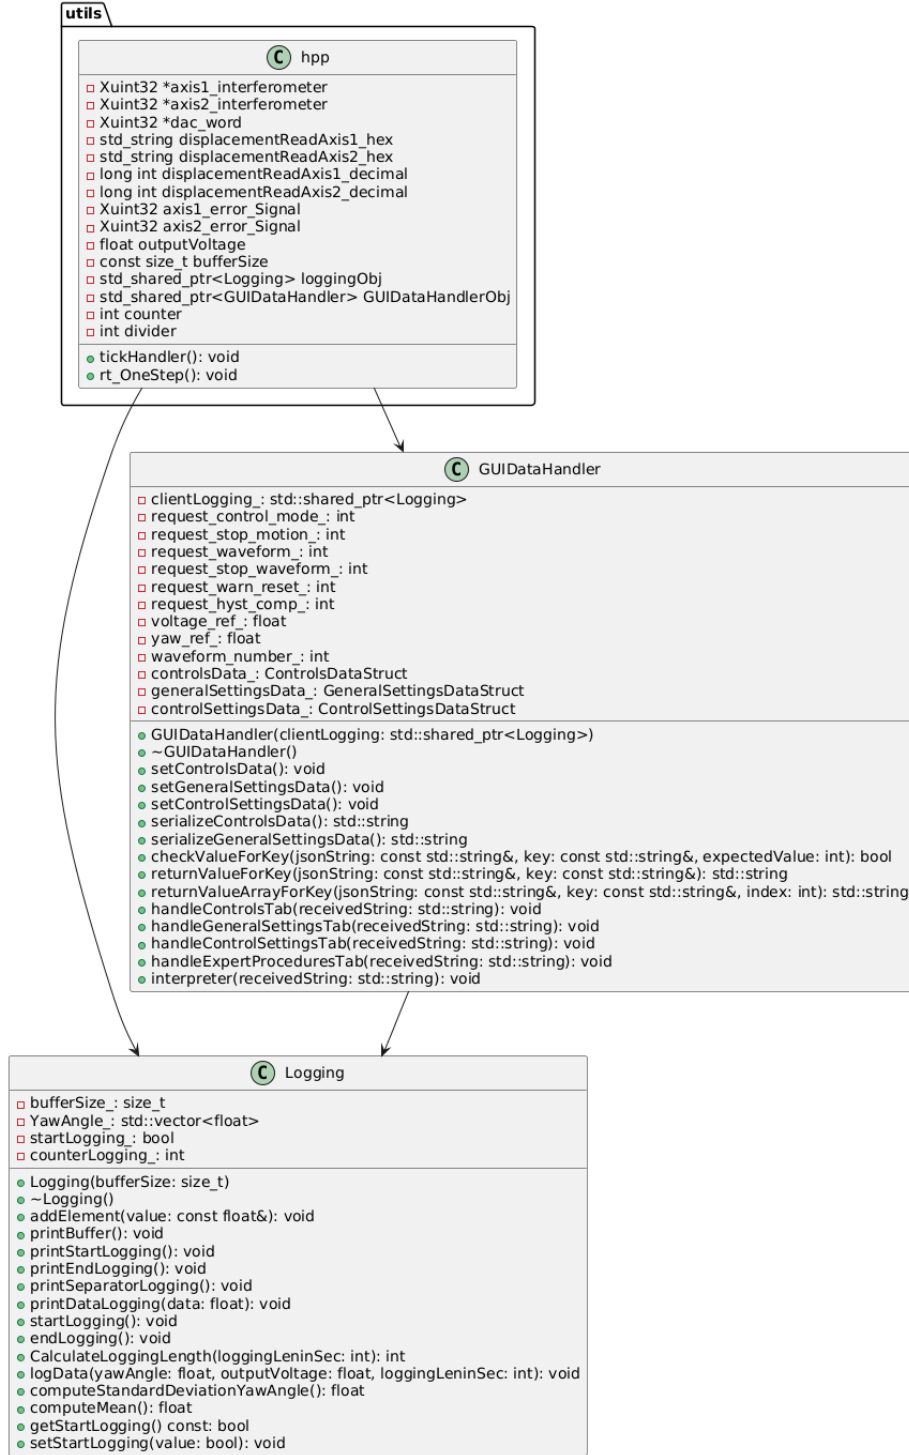 utils
C hpp
Xuint32 *axis1_interferometer
Xuint32 *axis2_interferometer
Xuint32 *dac_word
std_string displacementReadAxis1_hex
std_string displacementReadAxis2_hex
long int displacementReadAxis1_decimal
long int displacementReadAxis2_decimal
Xuint32 axis1_error_Signal
Xuint32 axis2_error_Signal
float outputVoltage
const size_t bufferSize
std_shared_ptr<Logging> loggingObj
std_shared_ptr<GUIDataHandler> GUIDataHandlerObj
int counter
int divider
tickHandler(): void
rt_OneStep(): void
C GUIDataHandler
clientLogging_: std::shared_ptr<Logging>
request_control_mode_: int
request_stop_motion_: int
request_waveform_: int
request_stop_waveform_: int
request_warn_reset_: int
request_hyst_comp_: int
voltage_ref_: float
yaw_ref_: float
waveform_number_: int
controlsData_: ControlsDataStruct
generalSettingsData_: GeneralSettingsDataStruct
controlSettingsData_: ControlSettingsDataStruct
GUIDataHandler(clientLogging: std::shared_ptr<Logging>)
~GUIDataHandler()
setControlsData(): void
setGeneralSettingsData(): void
setControlSettingsData(): void
serializeControlsData(): std::string
serializeGeneralSettingsData(): std::string
checkValueForKey(jsonString: const std::string&, key: const std::string&, expectedValue: int): bool
returnValueForKey(jsonString: const std::string&, key: const std::string&): std::string
returnValueArrayForKey(jsonString: const std::string&, key: const std::string&, index: int): std::string
handleControlsTab(receivedString: std::string): void
handleGeneralSettingsTab(receivedString: std::string): void
handleControlSettingsTab(receivedString: std::string): void
handleExpertProceduresTab(receivedString: std::string): void
interpreter(receivedString: std::string): void
C Logging
bufferSize_: size_t
YawAngle_: std::vector<float>
startLogging_: bool
counterLogging_: int
Logging(bufferSize: size_t)
~Logging()
addElement(value: const float&): void
printBuffer(): void
printStartLogging(): void
printEndLogging(): void
printSeparatorLogging(): void
printDataLogging(data: float): void
startLogging(): void
endLogging(): void
CalculateLoggingLength(loggingLeninSec: int): int
logData(yawAngle: float, outputVoltage: float, loggingLeninSec: int): void
computeStandardDeviationYawAngle(): float
computeMean(): float
getStartLogging() const: bool
setStartLogging(value: bool): void